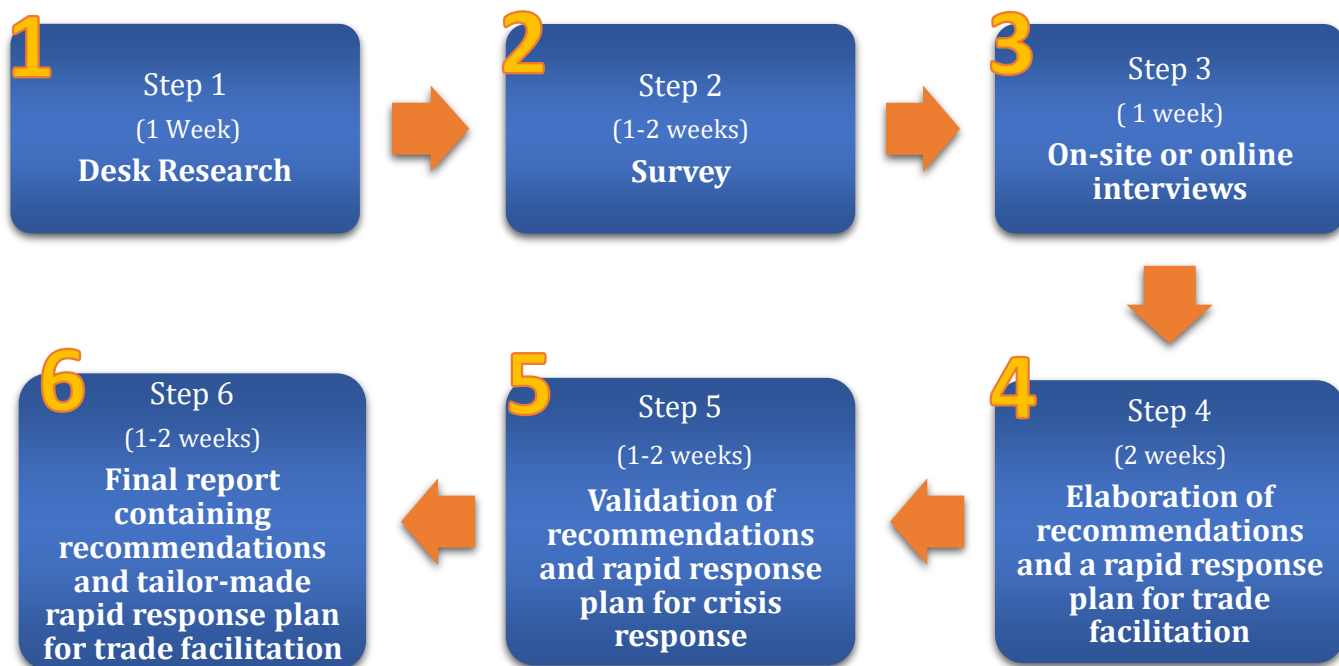 1
Step 1
(1 Week)
Desk Research
2
Step 2
(1-2 weeks)
Survey
3
Step 3
( 1 week)
On-site or online
interviews
4
Step 4
(2 weeks)
Elaboration of
recommendations
and a rapid response
plan for trade
facilitation
5
Step 5
(1-2 weeks)
Validation of
recommendations
and rapid response
plan for crisis
response
6
Step 6
(1-2 weeks)
Final report
containing
recommendations
and tailor-made
rapid response plan
for trade facilitation